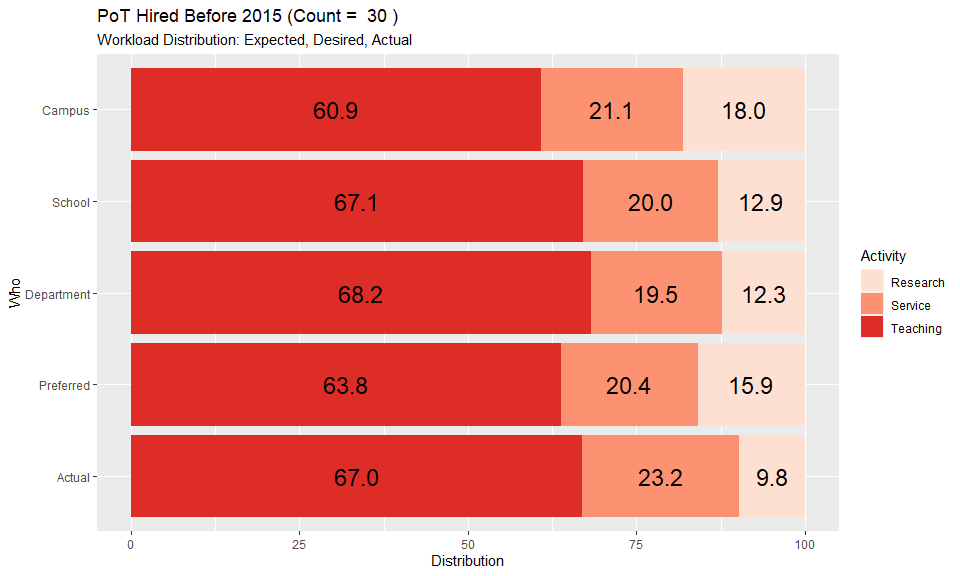 PoT Hired Before 2015 (Count =  30 )
Workload Distribution: Expected, Desired, Actual
Who
Campus
60.9
21.1
18.0
School
67.1
20.0
12.9
Department
68.2
19.5
12.3
Preferred
63.8
20.4
15.9
Actual
67.0
23.2
9.8
0
25
50
75
100
Distribution
Activity
Research
Service
Teaching